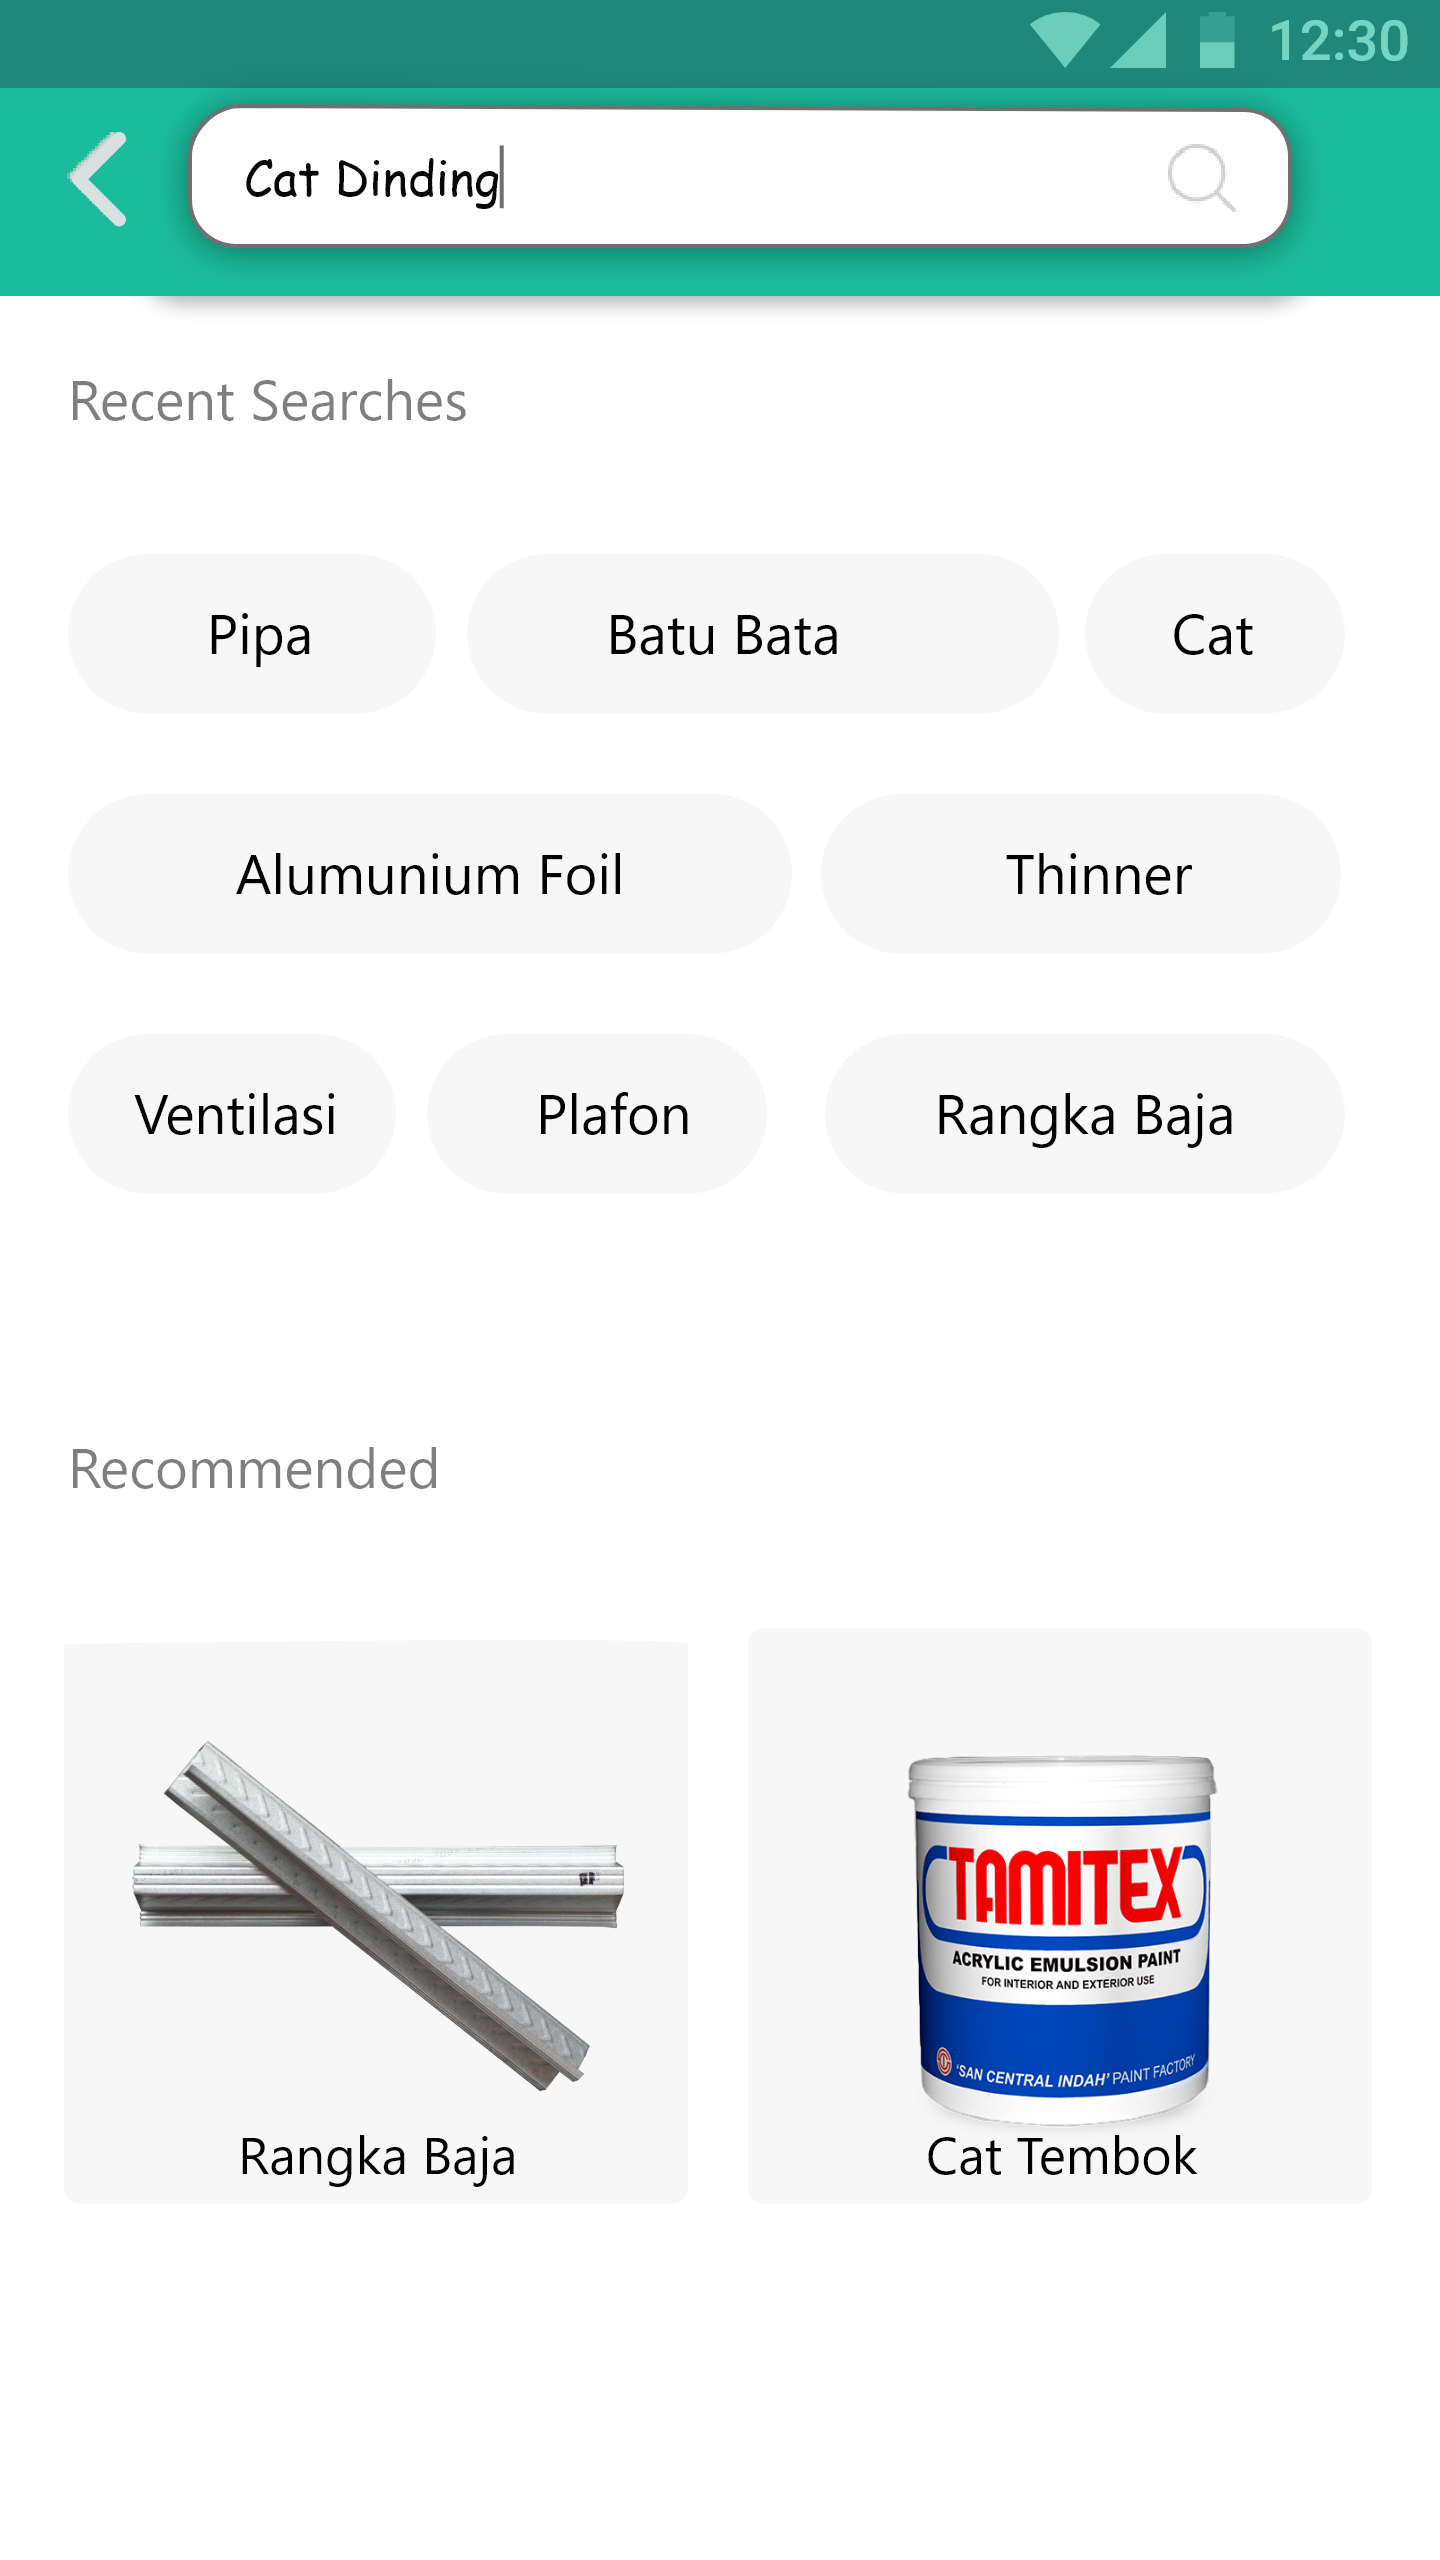 12:30
Cat Dinding
Recent Searches
Pipa
Batu Bata
Cat
Alumunium Foil
Thinner
Ventilasi
Plafon
Rangka Baja
Recommended
TAMITEX
ACRYLIC EMULSION PAINT
FOR INTERIOR AND EXTERIOR USE
'SAN CENTRAL INDAH' PAINT FACTORY
Rangka Baja
Cat Tembok